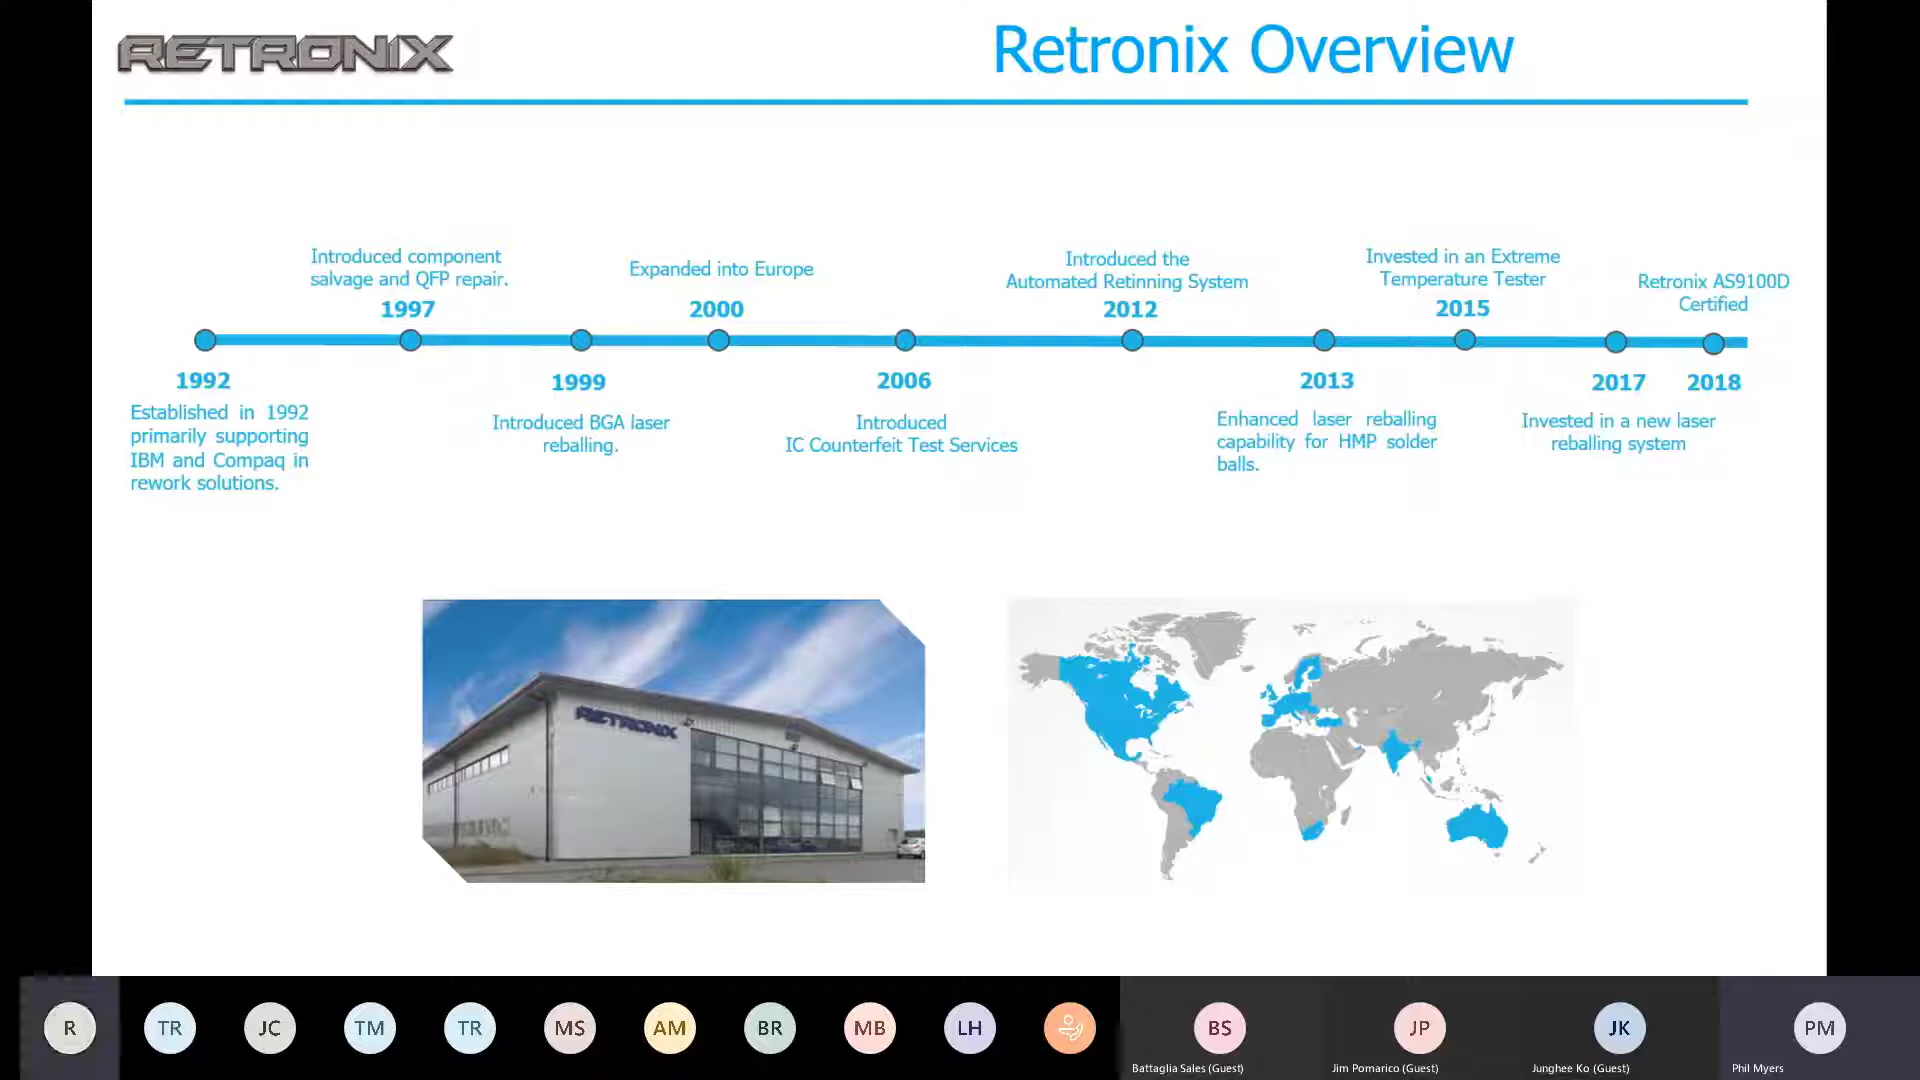 RETRONIX
Retronix Overview
Introduced component
salvage and QFP repair.
1997
Expanded into Europe
2000
Introduced the
Automated Retinning System
2012
Invested in an Extreme
Temperature Tester
2015
Retronix AS9100D
Certified
1992
Established in 1992
primarily supporting
IBM and Compaq in
rework solutions.
1999
Introduced BGA laser
reballing.
2006
Introduced
IC Counterfeit Test Services
2013
Enhanced laser reballing
capability for HMP solder
balls.
2017
Invested in a new laser
reballing system
2018
RETRONIX
R
TR
JC
TM
TR
MS
AM
BR
MB
LH
BS
Battaglia Sales (Guest)
JP
Jim Pomarico (Guest)
JK
Junghee Ko (Guest)
PM
Phil Myers